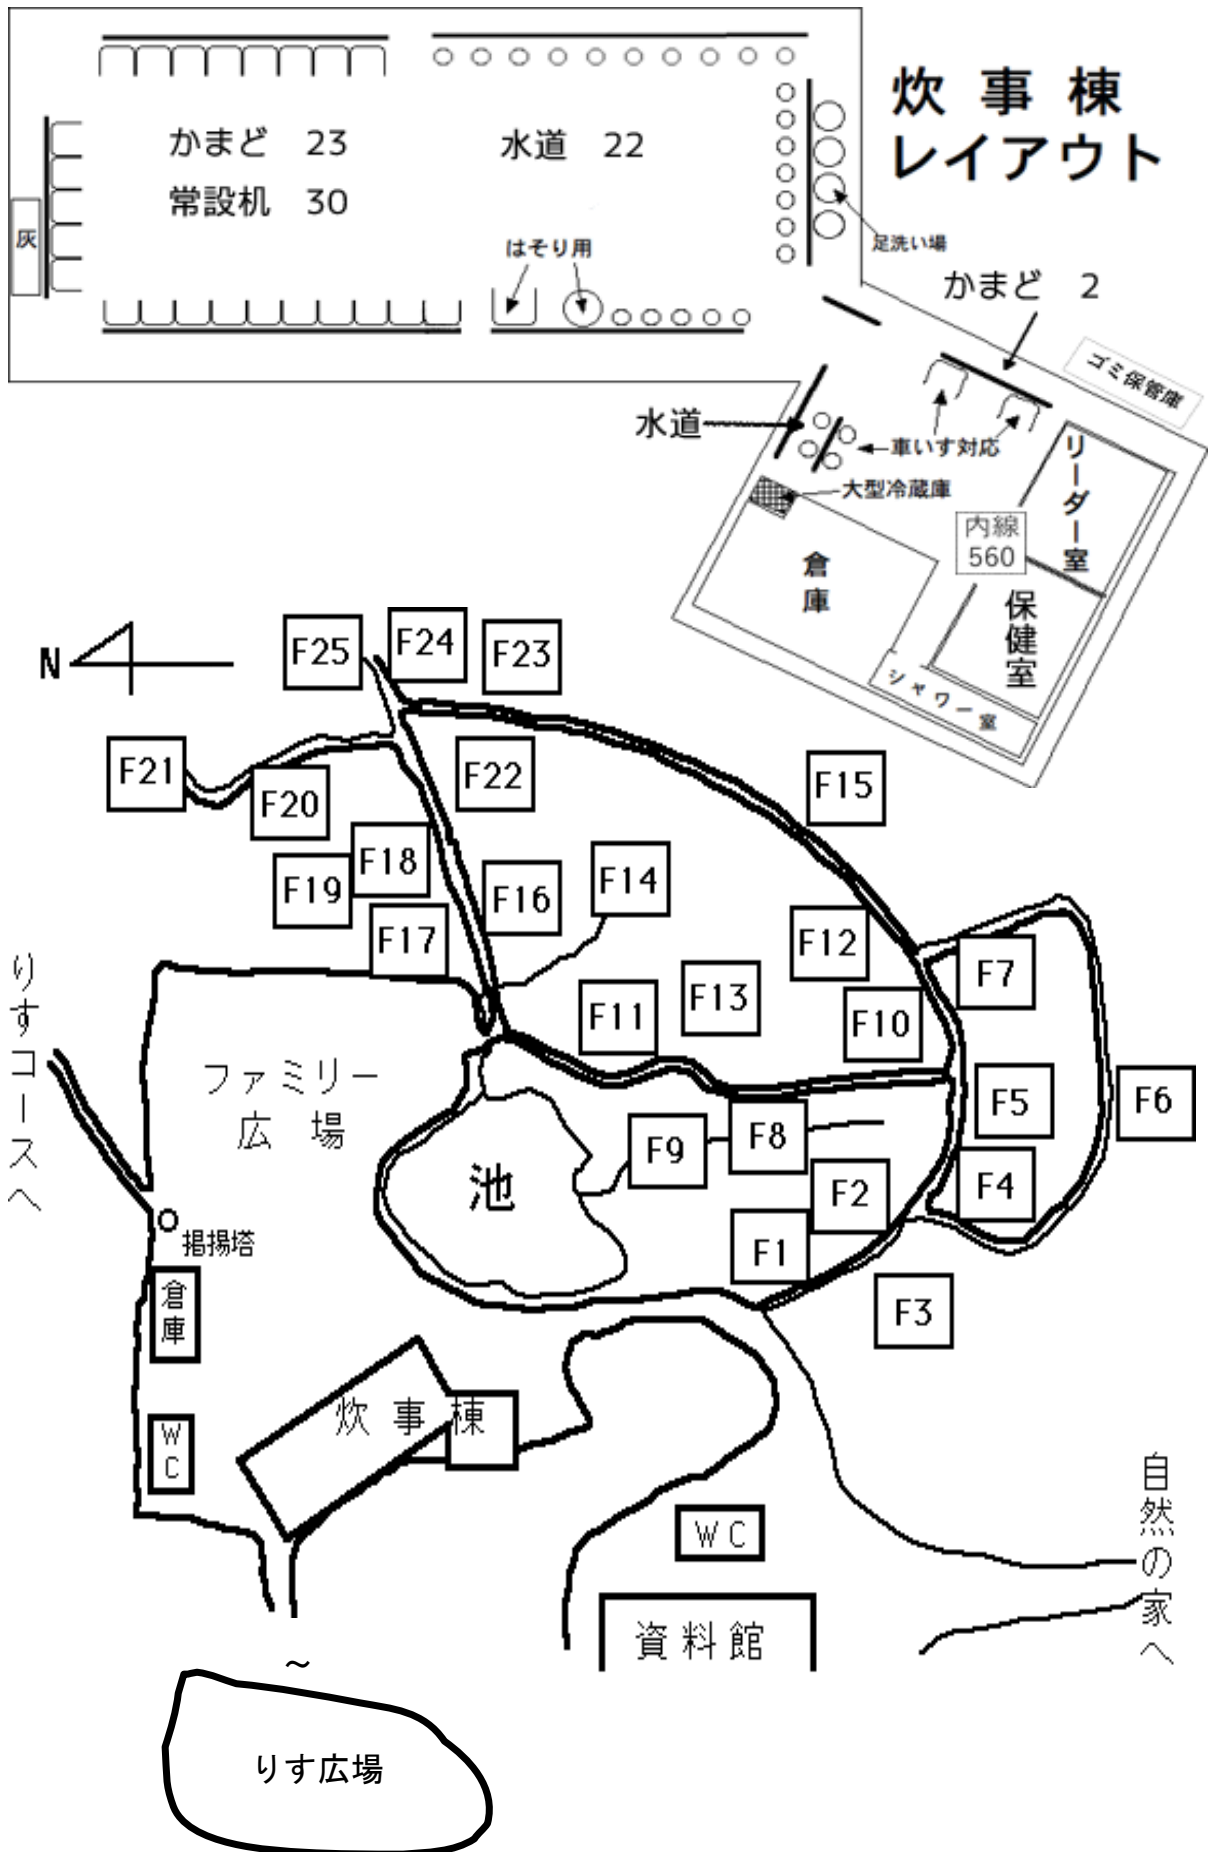 炊事棟
レイアウト
かまど 23
常設机 30
水道 22
灰
はそり用
足洗い場
かまど 2
ゴミ保管庫
水道
車いす対応
大型冷蔵庫
リーダー室
内線
560
倉庫
保健室
シャワー室
N
F25
F24
F23
F21
F20
F22
F15
F19
F18
F16
F14
F17
F12
F7
F11
F13
F10
F5
F6
F9
F8
F4
F2
F1
F3
りすコースへ
ファミリー
広場
池
掲揚塔
倉庫
炊事棟
WC
WC
自然の家へ
資料館
~
りす広場